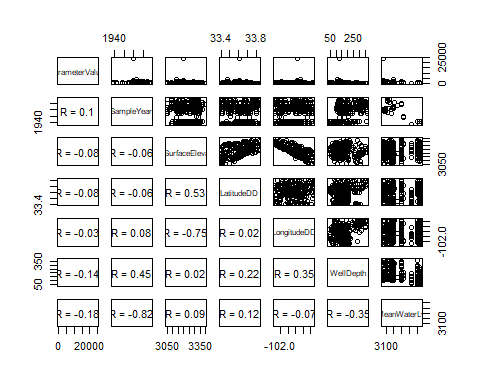 1940
33.4 33.8
50 250
rameterValu
0 25000
R = 0.1
SampleYear
1940
R = -0.08
R = -0.06
SurfaceEleva
3050
R = -0.08
R = -0.06
R = 0.53
LatitudeDD
33.4
R = -0.03
R = 0.08
R = -0.75
R = 0.02
LongitudeDD
-102.0
R = -0.14
R = 0.45
R = 0.02
R = 0.22
R = 0.35
WellDepth
50 350
R = -0.18
R = -0.82
R = 0.09
R = 0.12
R = -0.07
R = -0.35
MeanWaterL
3100
0 20000
3050 3350
-102.0
3100